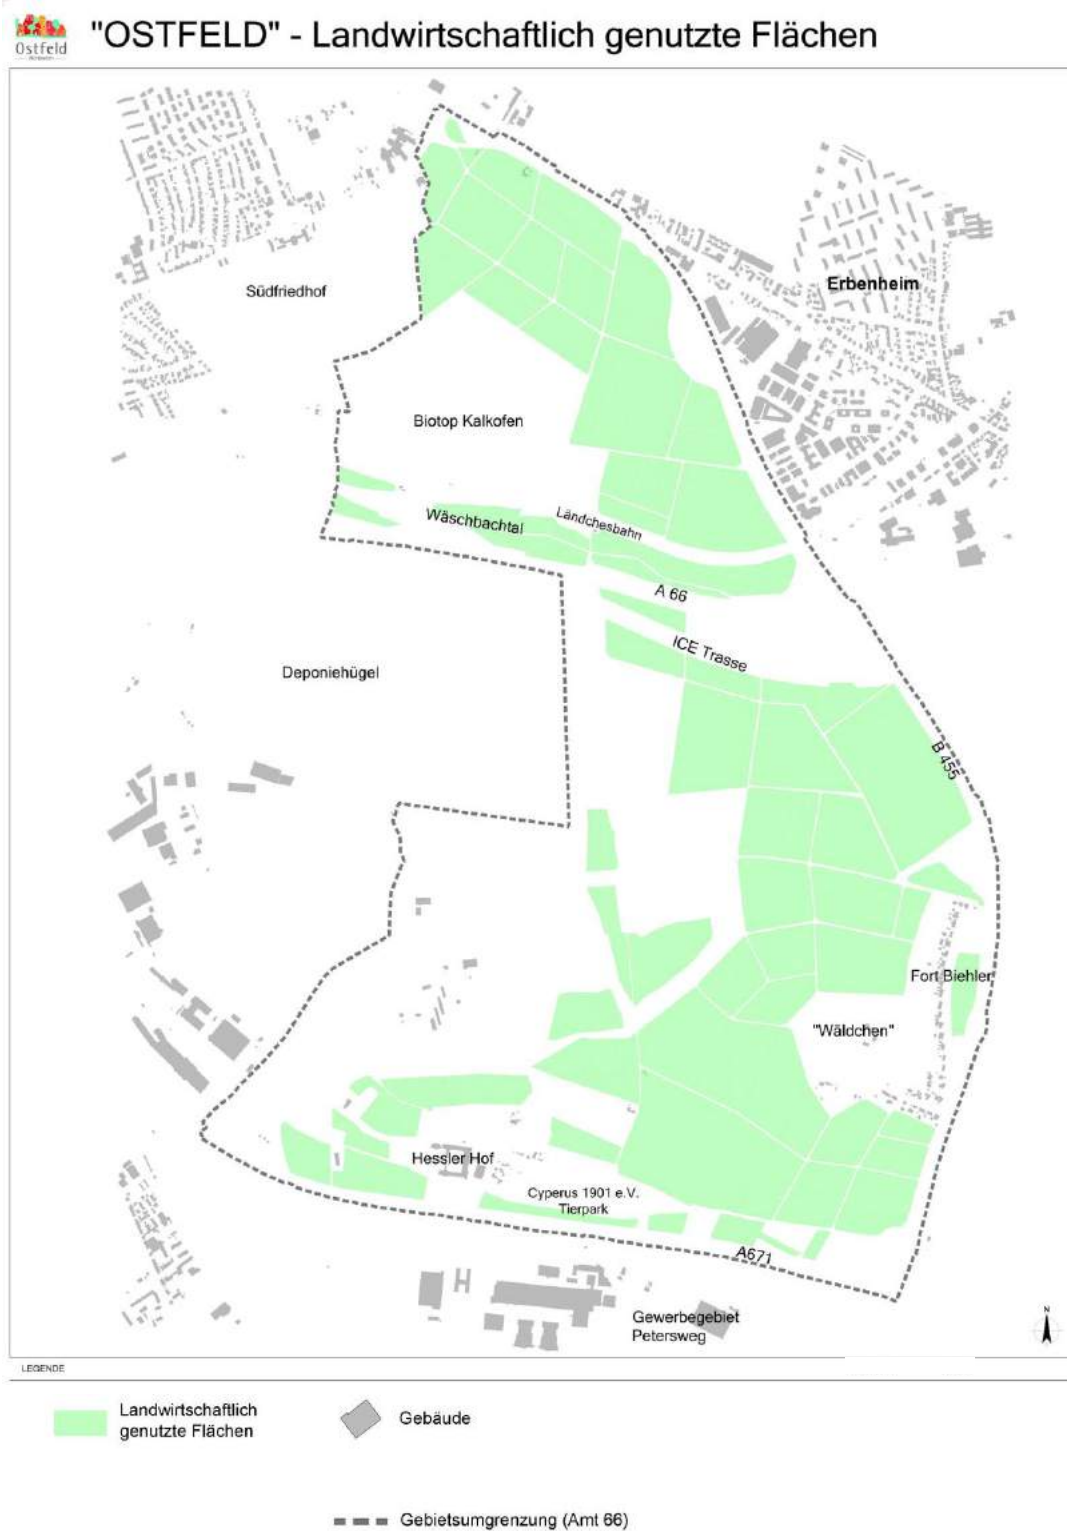 Ostfeld
"OSTFELD" - Landwirtschaftlich genutzte Flächen
Südfriedhof
Erbenheim
Biotop Kalkofen
Wäschbachtal
Ländchesbahn
A 66
ICE Trasse
Deponiehügel
B 455
Fort Biehler
"Wäldchen"
Hessler Hof
Cyperus 1901 e.V.
Tierpark
A671
Gewerbegebiet
Petersweg
N
LEGENDE
Landwirtschaftlich
genutzte Flächen
Gebäude
Gebietsumgrenzung (Amt 66)